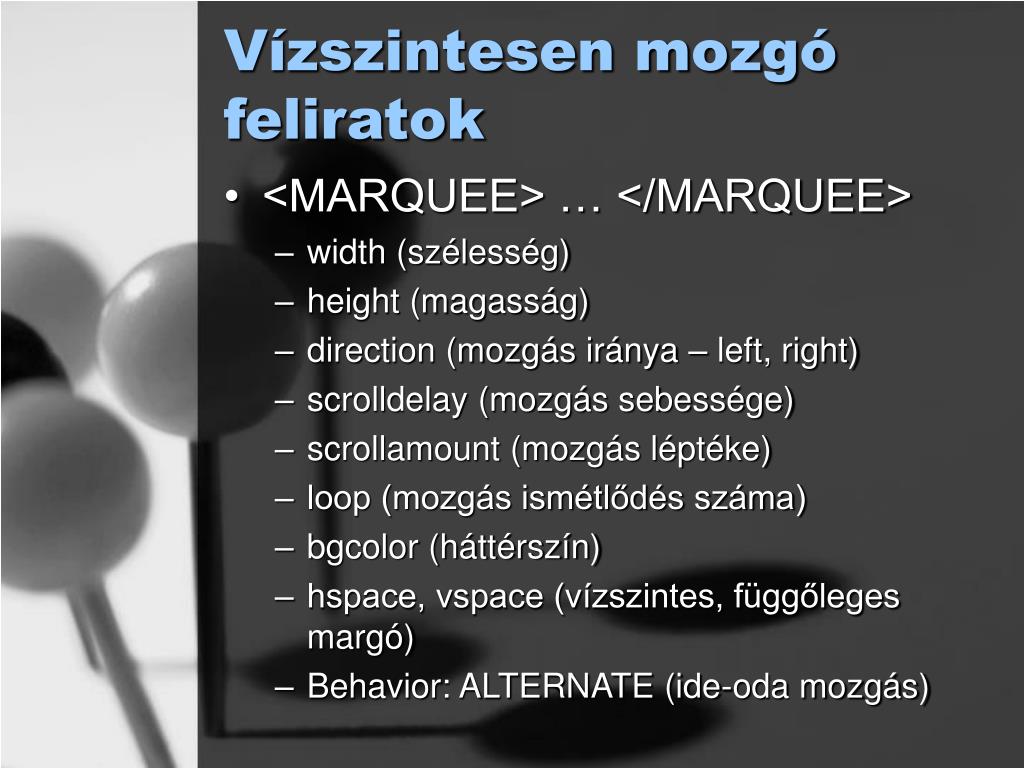 Vízszintesen mozgó
feliratok
• <MARQUEE> … </MARQUEE>
– width (szélesség)
– height (magasság)
– direction (mozgás iránya – left, right)
– scrolldelay (mozgás sebessége)
– scrollamount (mozgás léptéke)
– loop (mozgás ismétlődés száma)
– bgcolor (háttérszín)
– hspace, vspace (vízszintes, függőleges
margó)
– Behavior: ALTERNATE (ide-oda mozgás)